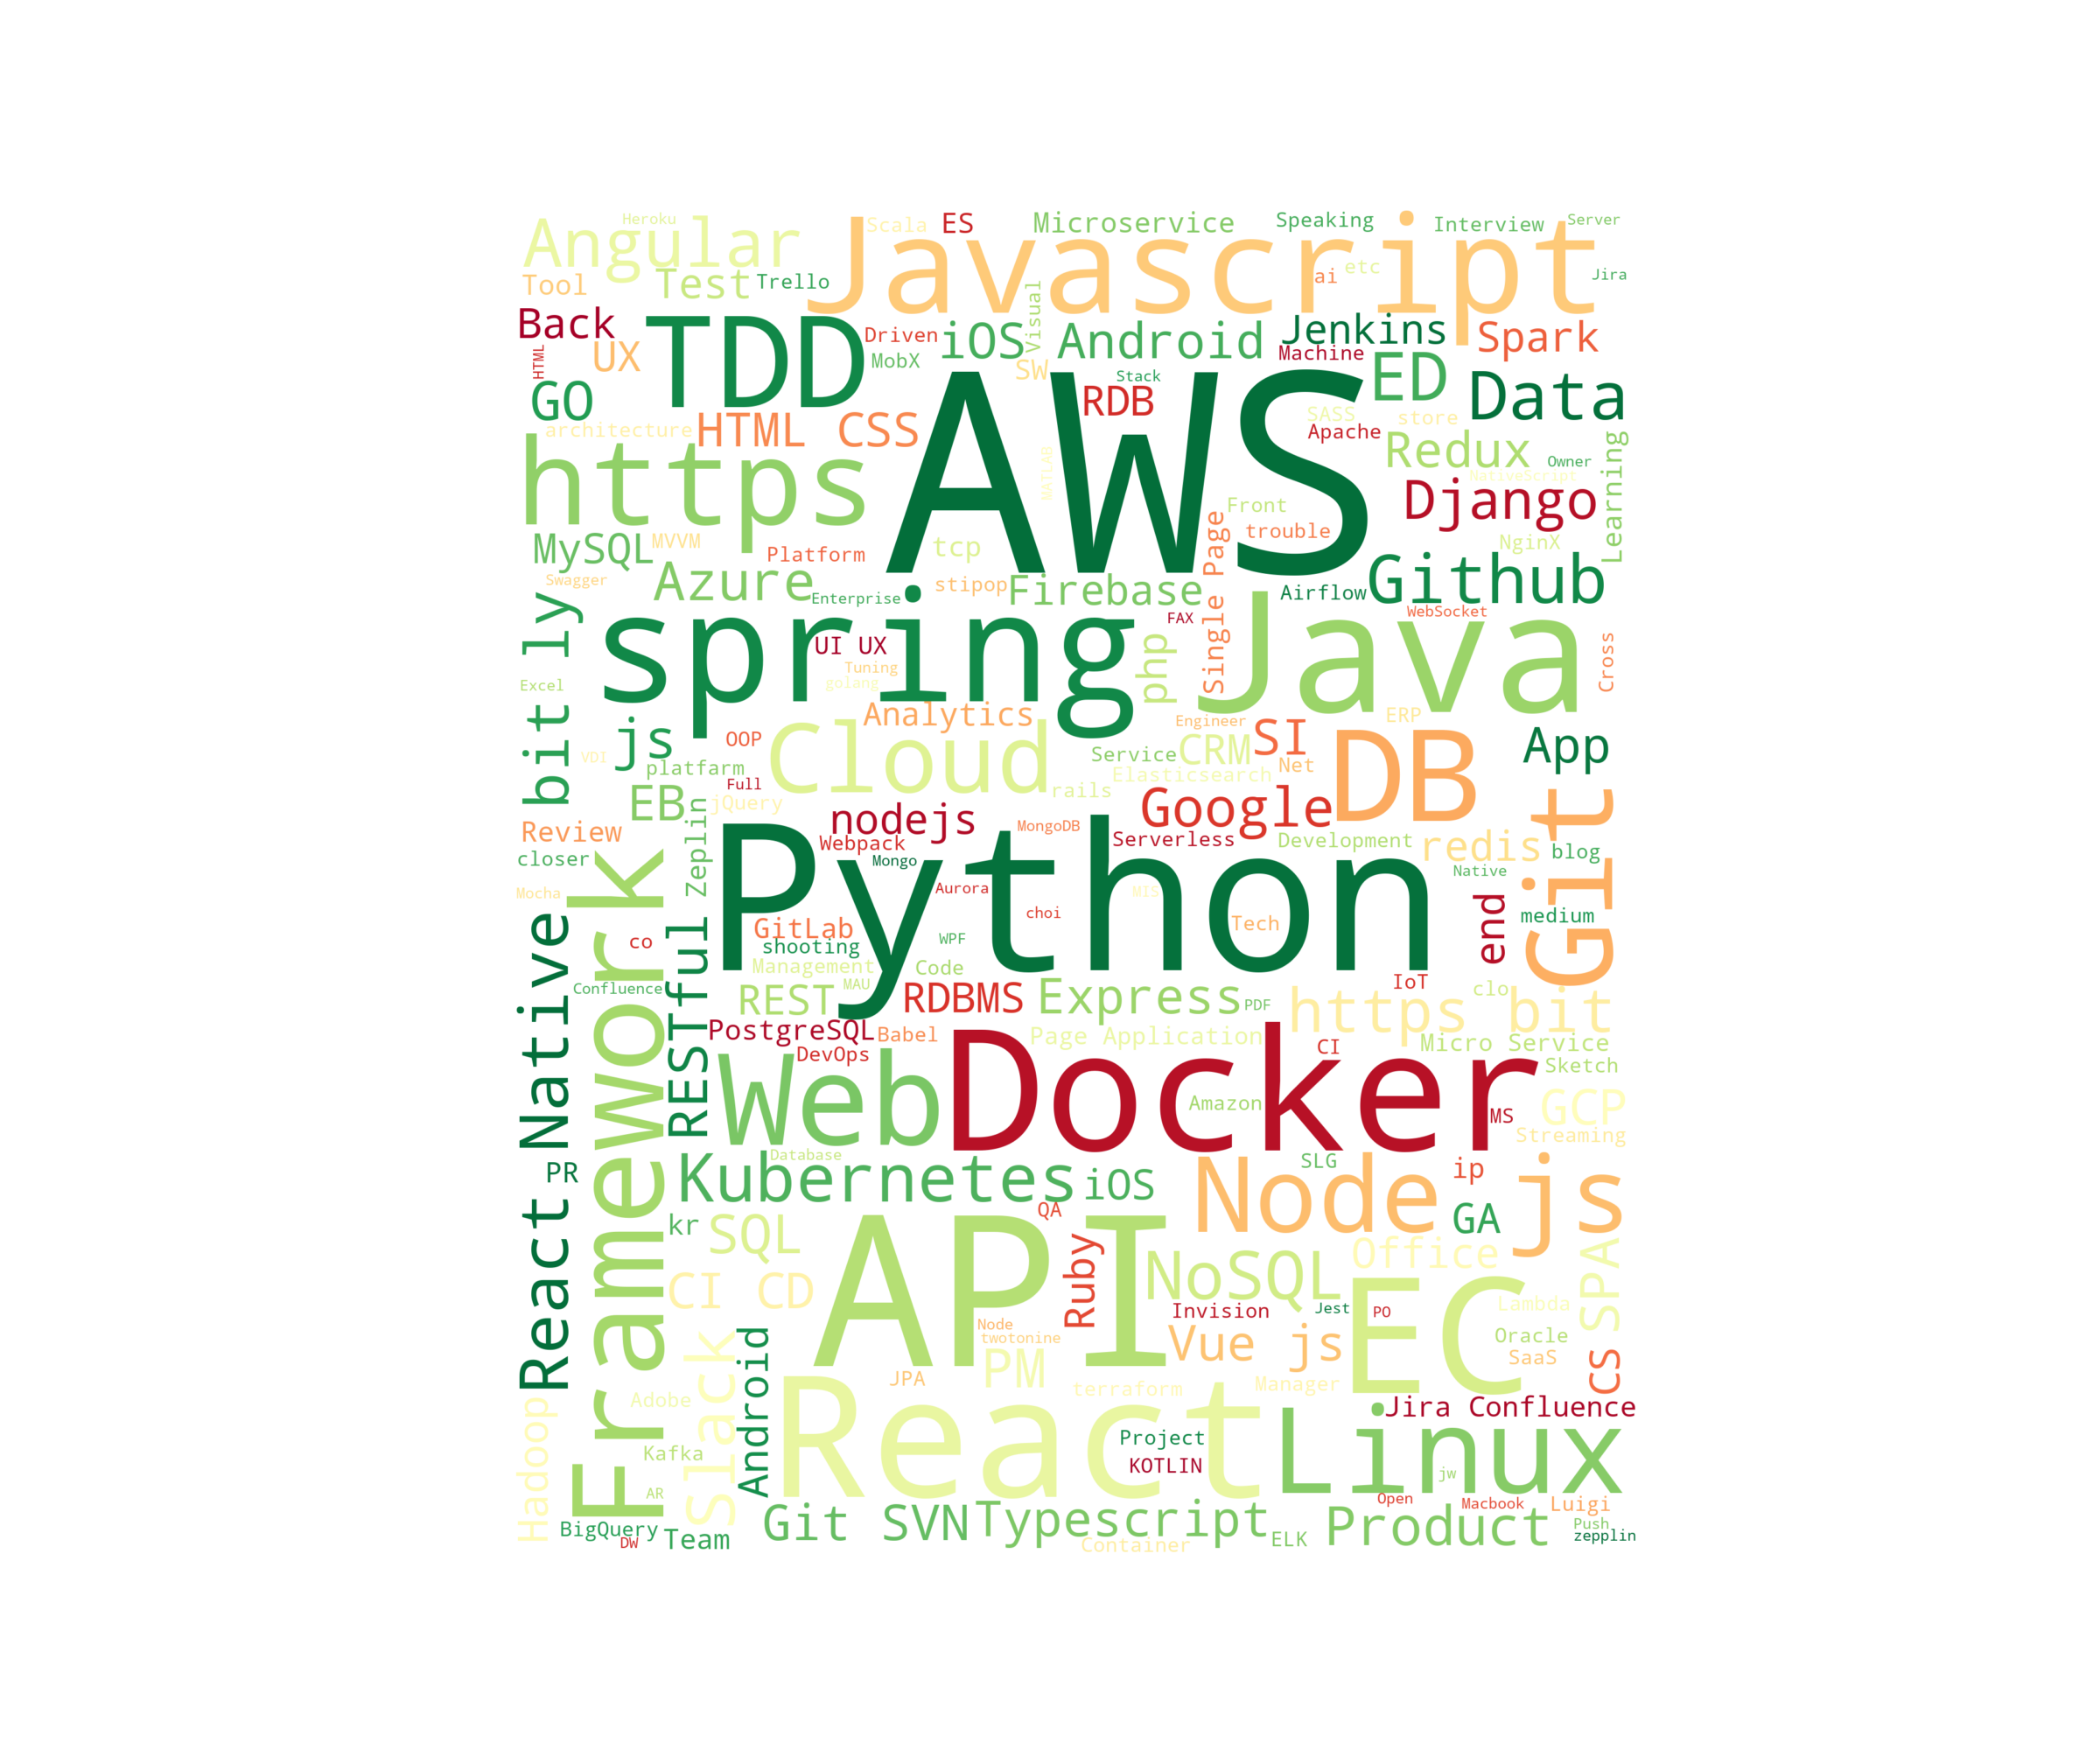 Heroku
Angular
Scala
ES
Microservice
Speaking
Interview
Server
Javascript
Tool
Test
Trello
ai
etc
Jira
Back
TDD
Driven
iOS
Visual
Android
Jenkins
Spark
HTML
UX
MobX
SW
Machine
ED
Stack
AWS
Data
GO
RDB
SASS
store
architecture
HTML CSS
Apache
Redux
Learning
https
MATLAB
Owner
NativeScript
Django
Front
trouble
MySQL
MVVM
Platform
tcp
Single Page
NginX
Swagger
Azure
stipop
Firebase
Airflow
Github
Enterprise
bit ly
spring
FAX
WebSocket
Java
UI UX
php
Cross
Tuning
golang
Excel
Analytics
Engineer
ERP
js
OOP
Cloud
Service
CRM
SI
DB
App
VDI
platfarm
Elasticsearch
Net
Full
EB
jQuery
rails
Google
Git
Review
Zeplin
nodejs
MongoDB
Serverless
Development
redis
Webpack
closer
Mongo
Python
blog
Native
Mocha
Aurora
MIS
Framework
choi
end
medium
React Native
co
RESTful
GitLab
Tech
shooting
WPF
Management
Code
Confluence
MAU
IoT
clo
REST
RDBMS
Express
PDF
https bit
PostgreSQL
Babel
Page Application
Micro Service
DevOps
CI
Docker
Web
Sketch
Amazon
GCP
MS
Streaming
Database
PR
Kubernetes
iOS
SLG
ip
Node js
QA
GA
kr
SQL
API
Ruby
NoSQL
Office
SPA
CI CD
EC
Invision
Jest
PO
Lambda
Node
twotonine
Vue js
Oracle
SaaS
Slack
Android
PM
JPA
terraform
Manager
CS
Hadoop
Adobe
React
Jira Confluence
Linux
Kafka
Project
KOTLIN
jw
AR
Git SVN
Typescript
Open
Macbook
Luigi
Product
BigQuery
Team
DW
Container
ELK
Push
zepplin